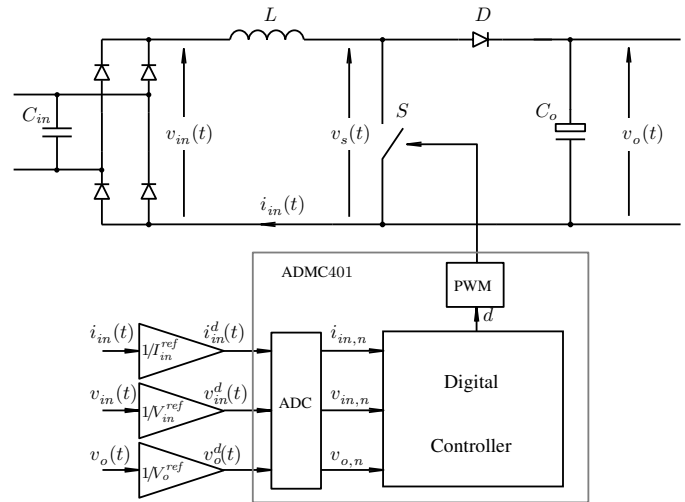 L
D
C_{in}
v_{in}(t)
v_s(t)
S
C_o
v_o(t)
i_{in}(t)
ADMC401
PWM
d
i_{in}(t)
1/I_{in}^{ref}
i_{in}^d(t)
i_{in,n}
v_{in}(t)
1/V_{in}^{ref}
v_{in}^d(t)
ADC
v_{in,n}
Digital
Controller
v_o(t)
1/V_o^{ref}
v_o^d(t)
v_{o,n}